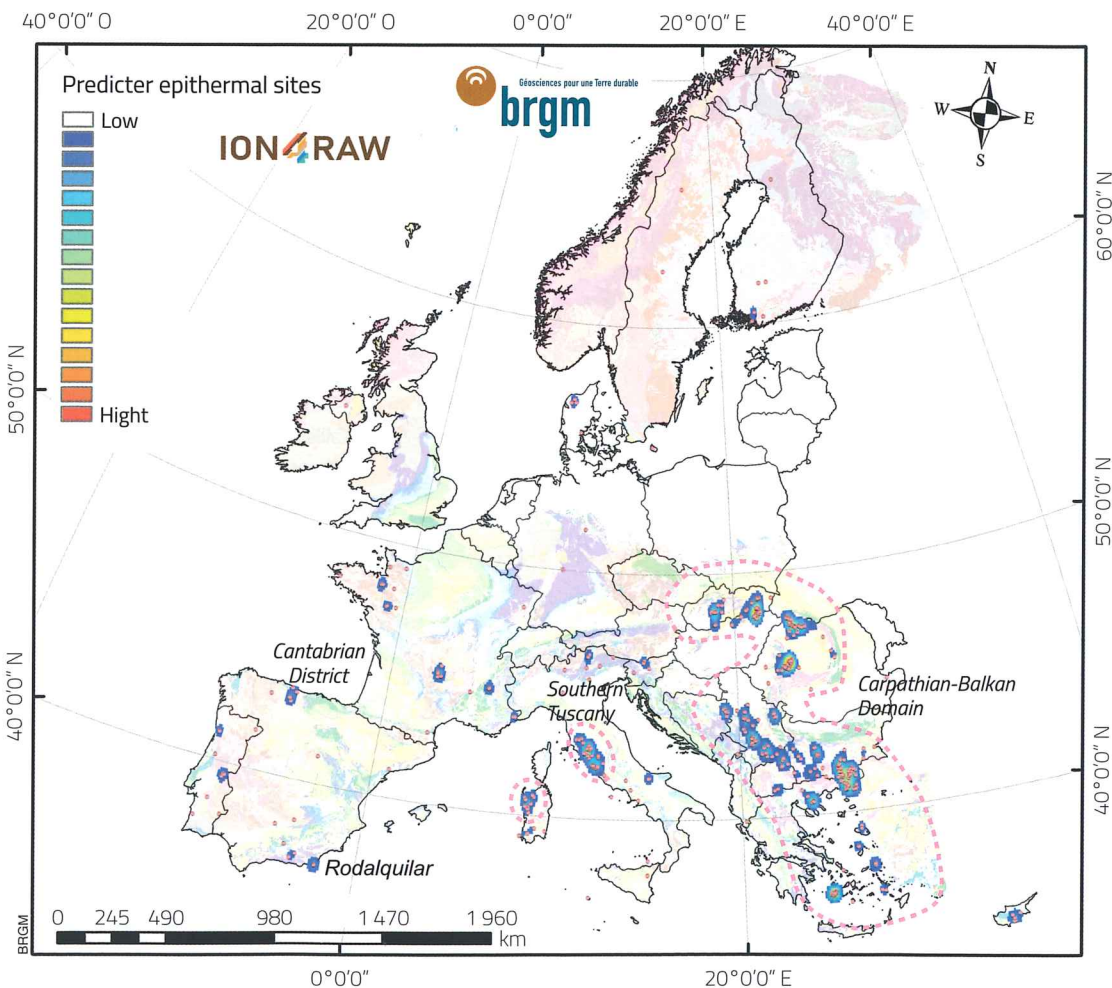 40°0'0'' O
20°0'0'' O
0°0'0''
20°0'0'' E
40°0'0'' E
Predicter epithermal sites
Low
Hight
ION4RAW
Géosciences pour une Terre durable
brgm
N
W
E
S
60°0'0'' N
50°0'0'' N
50°0'0'' N
40°0'0'' N
40°0'0'' N
Cantabrian
District
Southern
Tuscany
Carpathian-Balkan
Domain
Rodalquilar
0 245 490 980 1.470 1.960
km
BRGM
0°0'0''
20°0'0'' E